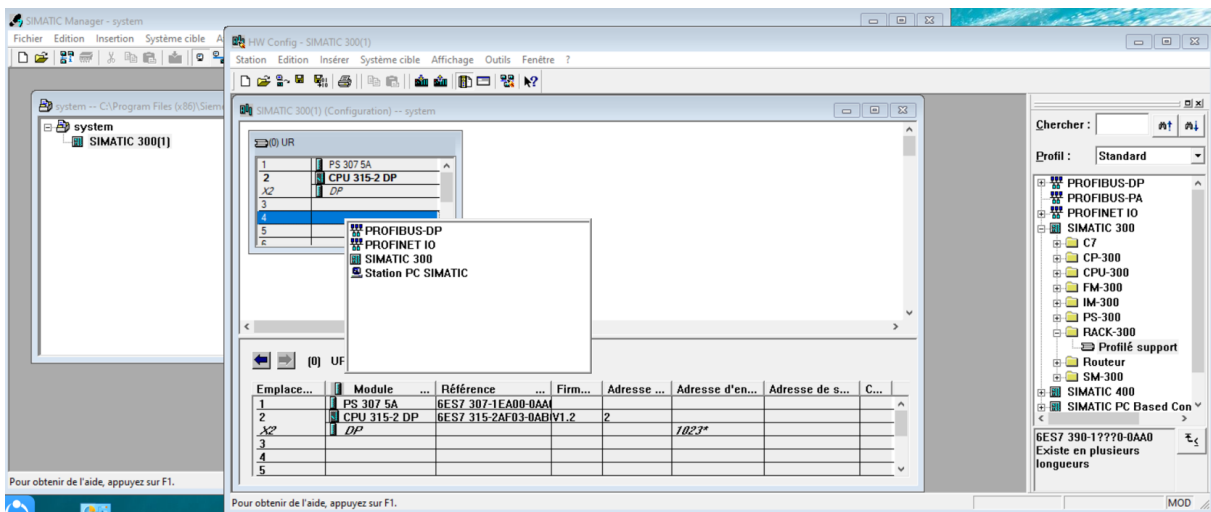 SIMATIC Manager - system
Fichier Edition Insertion Système cible A
system -- C:\Program Files (x86)\Sieme
system
SIMATIC 300(1)
Pour obtenir de l'aide, appuyez sur F1.
HW Config - SIMATIC 300(1)
Station Edition Insérer Système cible Affichage Outils Fenêtre ?
SIMATIC 300(1) (Configuration) -- system
(0) UR
1 PS 307 5A
2 CPU 315-2 DP
X2 DP
3
4
5
PROFIBUS-DP
PROFINET IO
SIMATIC 300
Station PC SIMATIC
(0) UR
Emplace... Module ... Référence ... Firm... Adresse ... Adresse d'en... Adresse de s... C...
1 PS 307 5A 6ES7 307-1EA00-0AA0
2 CPU 315-2 DP 6ES7 315-2AF03-0AB V1.2 2
X2 DP 1023*
3
4
5
Pour obtenir de l'aide, appuyez sur F1.
Chercher :
Profil : Standard
PROFIBUS-DP
PROFIBUS-PA
PROFINET IO
SIMATIC 300
C7
CP-300
CPU-300
FM-300
IM-300
PS-300
RACK-300
Profilé support
Routeur
SM-300
SIMATIC 400
SIMATIC PC Based Con
6ES7 390-1???0-0AA0
Existe en plusieurs
longueurs
MOD